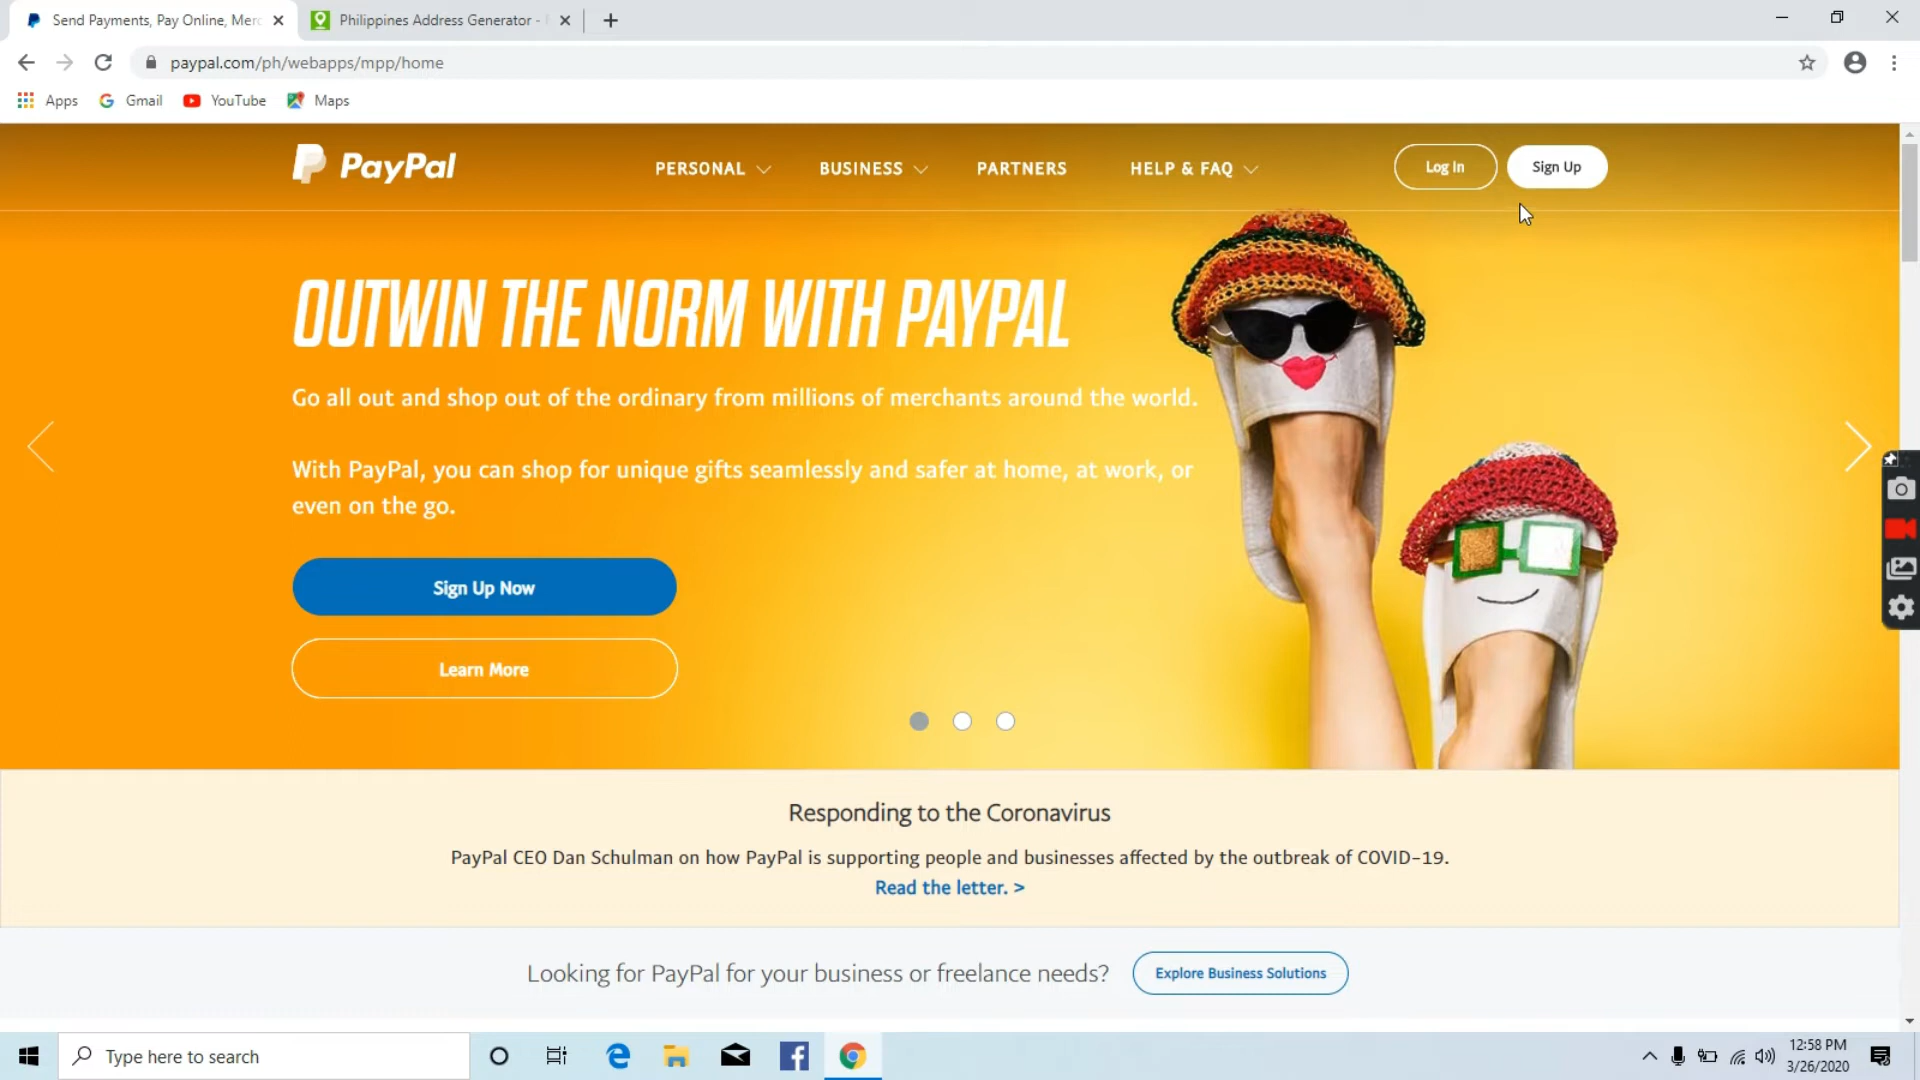 Send Payments, Pay Online, Merc
Philippines Address Generator -
paypal.com/ph/webapps/mpp/home
Apps
Gmail
YouTube
Maps
PayPal
PERSONAL
BUSINESS
PARTNERS
HELP & FAQ
Log In
Sign Up
OUTWIN THE NORM WITH PAYPAL
Go all out and shop out of the ordinary from millions of merchants around the world.
With PayPal, you can shop for unique gifts seamlessly and safer at home, at work, or
even on the go.
Sign Up Now
Learn More
Responding to the Coronavirus
PayPal CEO Dan Schulman on how PayPal is supporting people and businesses affected by the outbreak of COVID-19.
Read the letter. >
Looking for PayPal for your business or freelance needs?
Explore Business Solutions
Type here to search
12:58 PM
3/26/2020